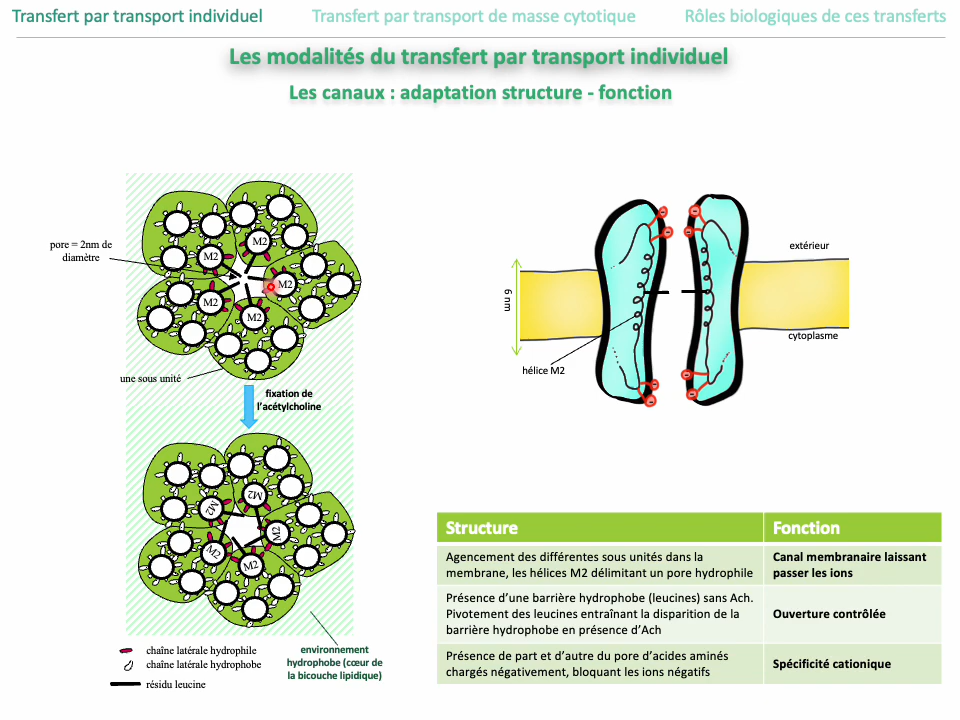 Transfert par transport individuel
Transfert par transport de masse cytotique
Rôles biologiques de ces transferts
Les modalités du transfert par transport individuel
Les canaux : adaptation structure - fonction
pore = 2nm de
diamètre
M2
M2
M2
M2
M2
une sous unité
fixation de
l'acétylcholine
M2
M2
M2
M2
M2
chaîne latérale hydrophile
chaîne latérale hydrophobe
résidu leucine
environnement
hydrophobe (cœur de
la bicouche lipidique)
6 nm
extérieur
cytoplasme
hélice M2
Structure
Fonction
Agencement des différentes sous unités dans la
membrane, les hélices M2 délimitant un pore hydrophile
Canal membranaire laissant
passer les ions
Présence d'une barrière hydrophobe (leucines) sans Ach.
Pivotement des leucines entraînant la disparition de la
barrière hydrophobe en présence d'Ach
Ouverture contrôlée
Présence de part et d'autre du pore d'acides aminés
chargés négativement, bloquant les ions négatifs
Spécificité cationique